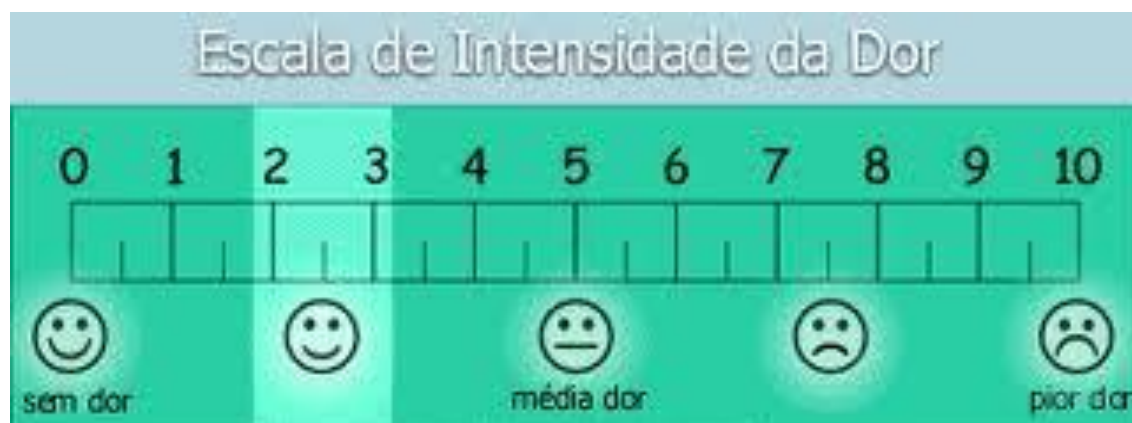 Escala de Intensidade da Dor
0 1 2 3 4 5 6 7 8 9 10
sem dor média dor pior dor